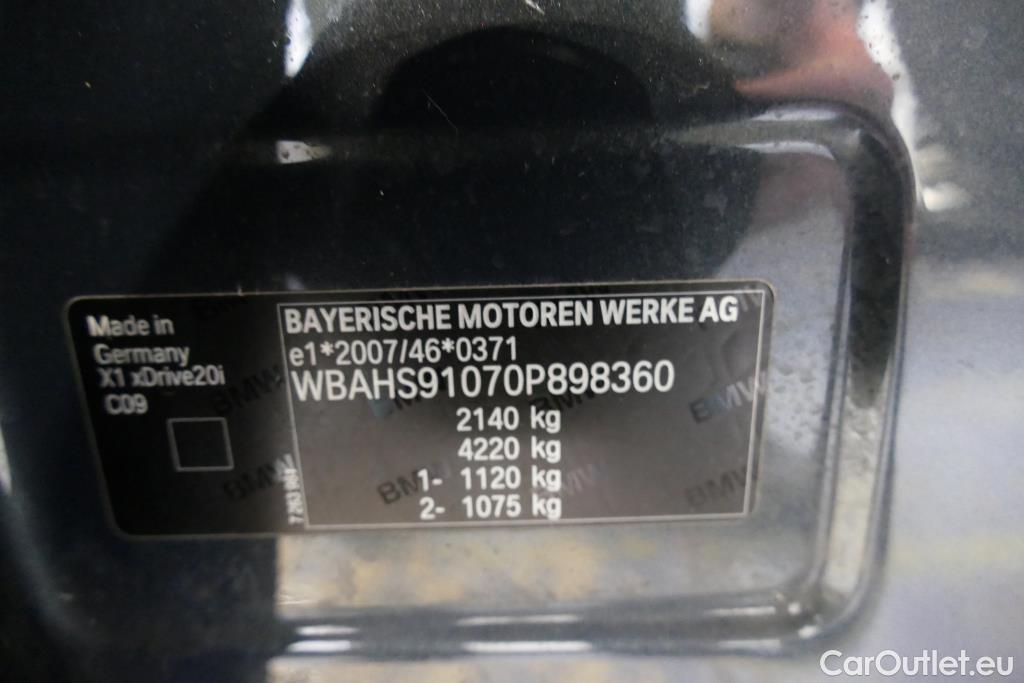 Made in
Germany
X1 xDrive20i
C09
BAYERISCHE MOTOREN WERKE AG
e1*2007/46*0371
WBAHS91070P898360
2140 kg
4220 kg
1- 1120 kg
2- 1075 kg
BMW
CarOutlet.eu